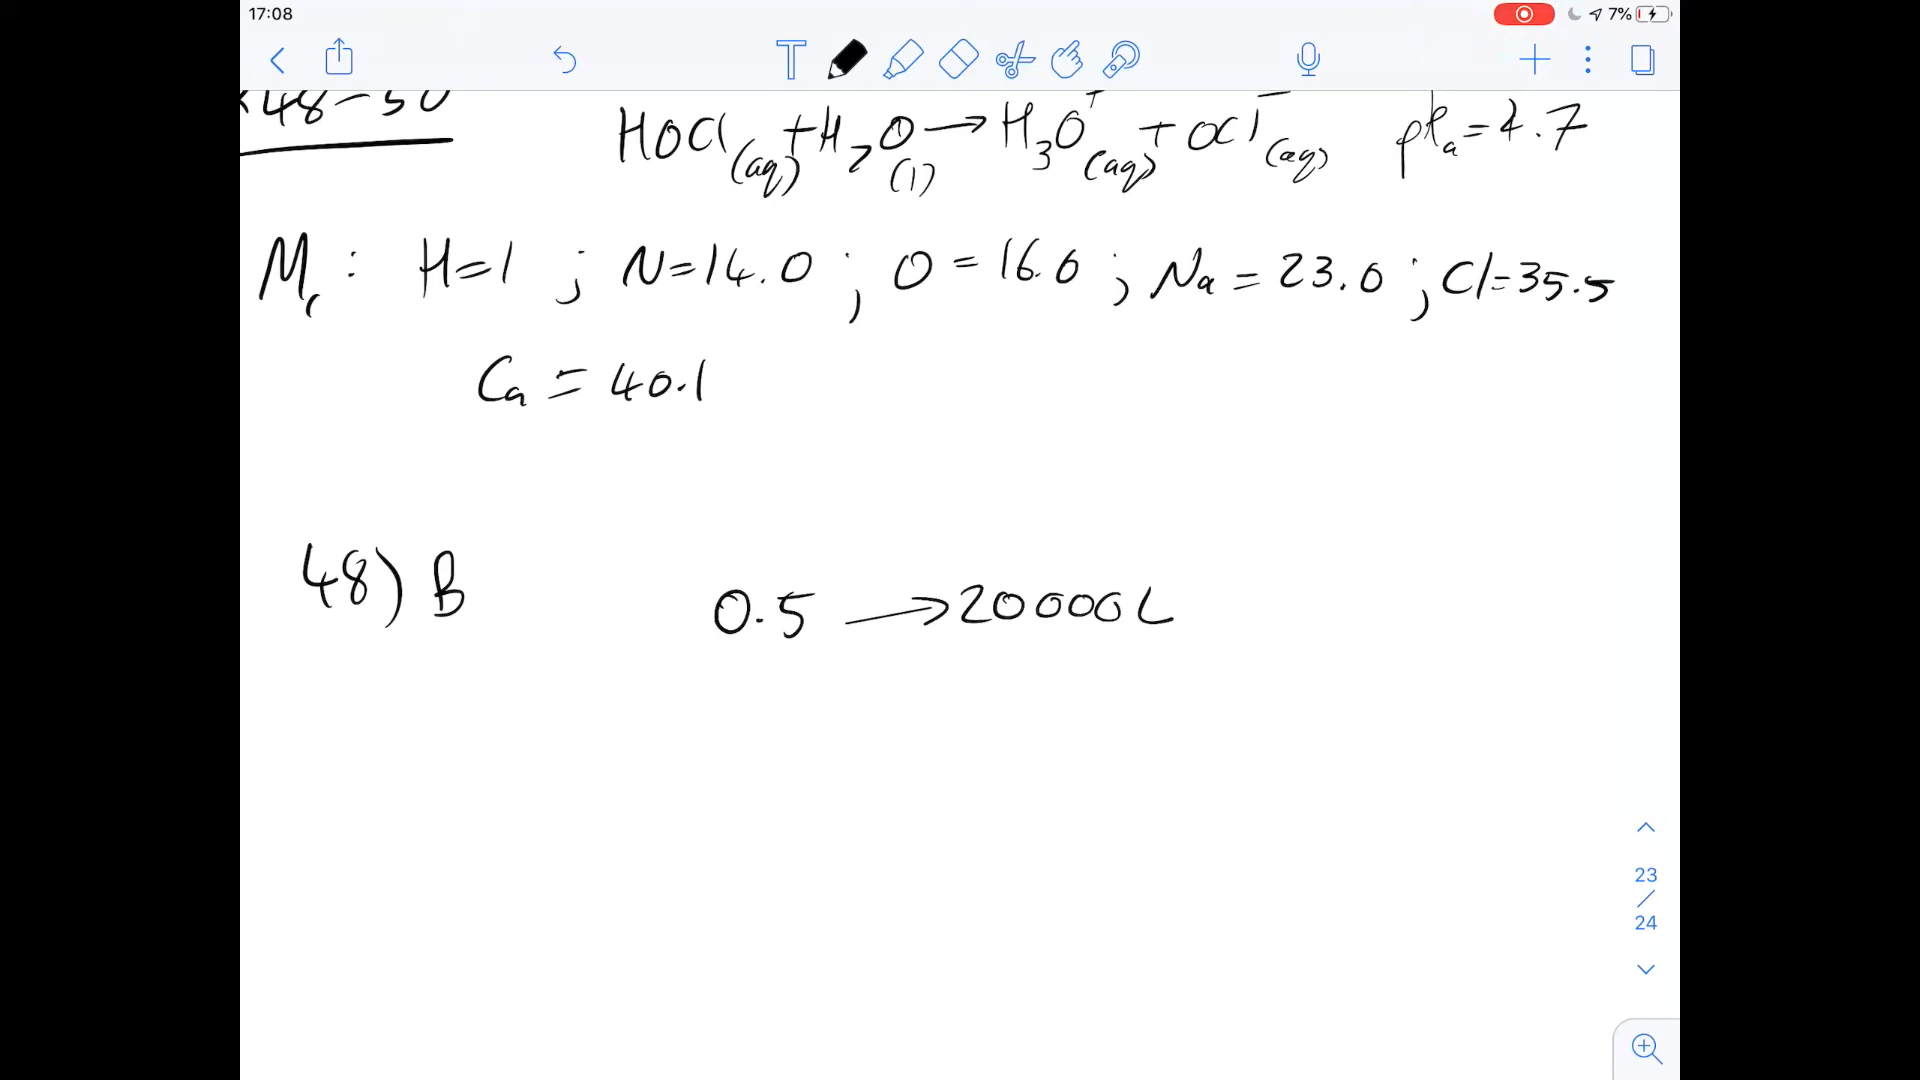 17:08
7%
48-50
HOCl(aq) + H2O(l) → H3O+(aq) + OCl-(aq) pKa = 7.7
Mr : H=1 ; N=14.0 ; O = 16.0 ; Na = 23.0 ; Cl=35.5
Ca = 40.1
48) B 0.5 → 20000L
23
/
24